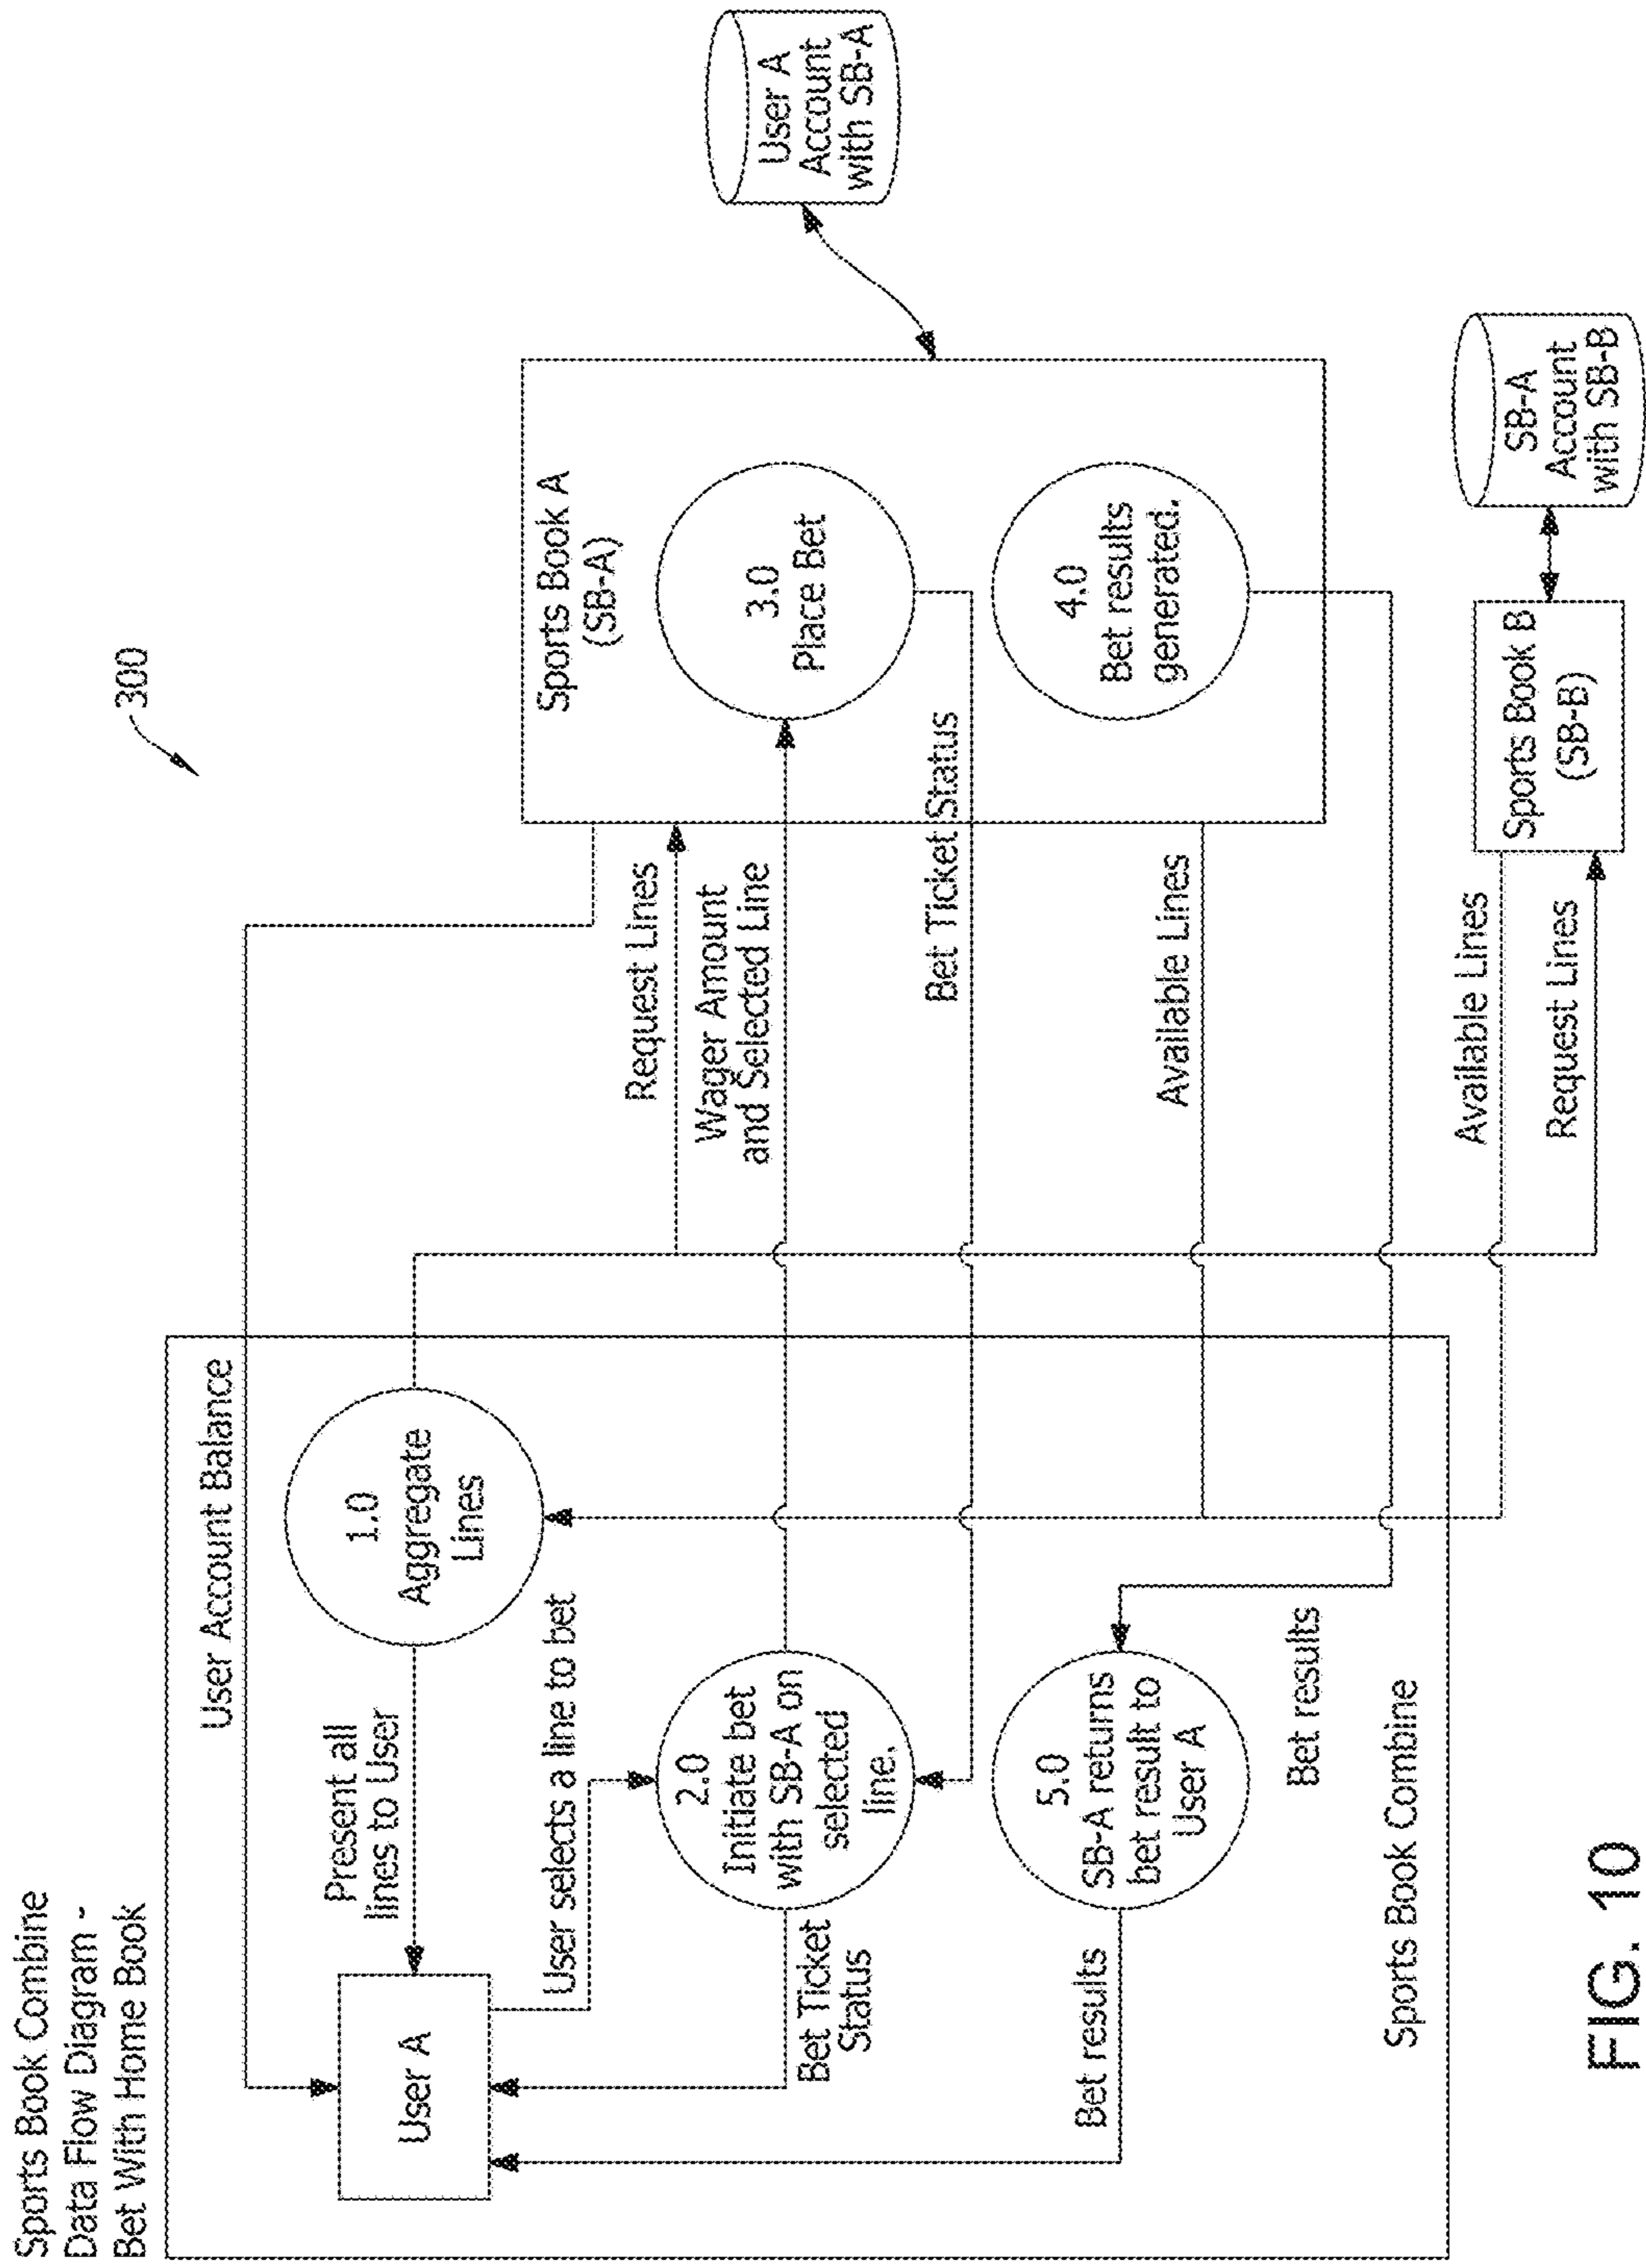 Sports Book Combine
Data Flow Diagram -
Bet With Home Book
300
User Account Balance
Present all
lines to User
1.0
Aggregate
Lines
User A
User selects a line to bet
Request Lines
Wager Amount
and Selected Line
Sports Book A
(SB-A)
3.0
Place Bet
User A
Account
with SB-A
2.0
Initiate bet
with SB-A on
selected
line.
Bet Ticket
Status
Bet Ticket Status
4.0
Bet results
generated.
Available Lines
5.0
SB-A returns
bet result to
User A
Bet results
Bet results
Sports Book Combine
Available Lines
Request Lines
Sports Book B
(SB-B)
SB-A
Account
with SB-B
FIG. 10